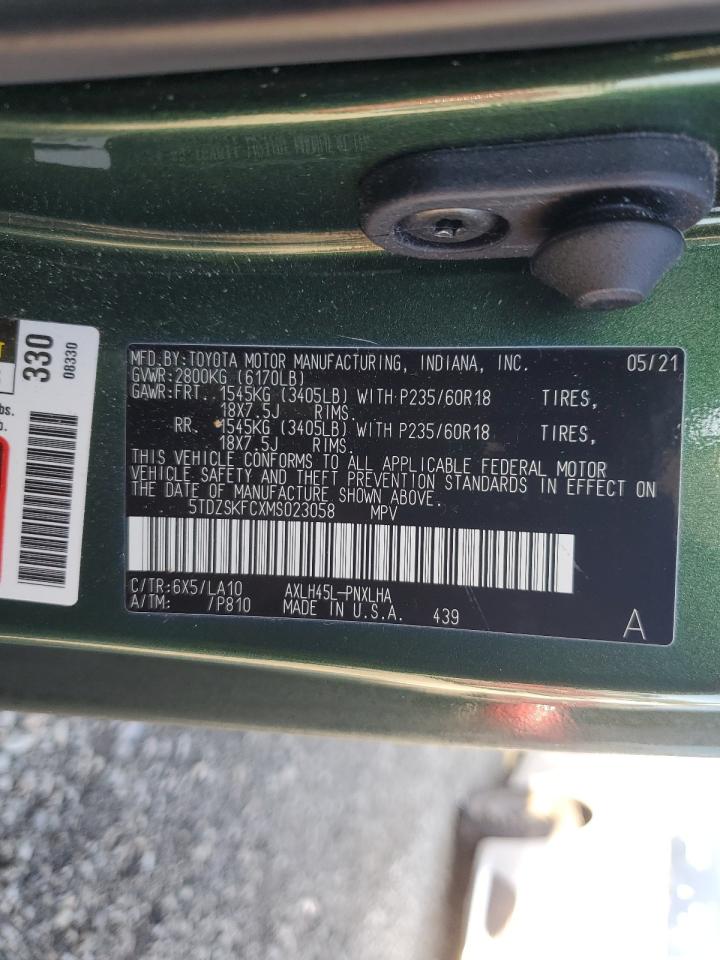 330
08330
lbs.
MFD.BY:TOYOTA MOTOR MANUFACTURING, INDIANA, INC. 05/21
GVWR:2800KG (6170LB)
GAWR:FRT. 1545KG (3405LB) WITH P235/60R18 TIRES,
18X7.5J RIMS.
RR. 1545KG (3405LB) WITH P235/60R18 TIRES,
18X7.5J RIMS.
THIS VEHICLE CONFORMS TO ALL APPLICABLE FEDERAL MOTOR
VEHICLE SAFETY AND THEFT PREVENTION STANDARDS IN EFFECT ON
THE DATE OF MANUFACTURE SHOWN ABOVE.
5TDZSKFCXMS023058 MPV
C/TR:6X5/LA10 AXLH45L-PNXLHA
A/TM: /P810 MADE IN U.S.A. 439
A